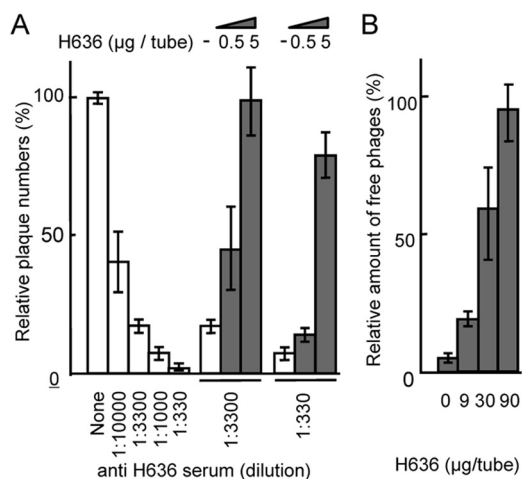 A
H636 (µg / tube) - 0.5 5 - 0.5 5
Relative plaque numbers (%)
100
50
0
None
1:10000
1:3300
1:1000
1:330
1:3300
1:330
anti H636 serum (dilution)
B
Relative amount of free phages (%)
100
50
0
0 9 30 90
H636 (µg/tube)